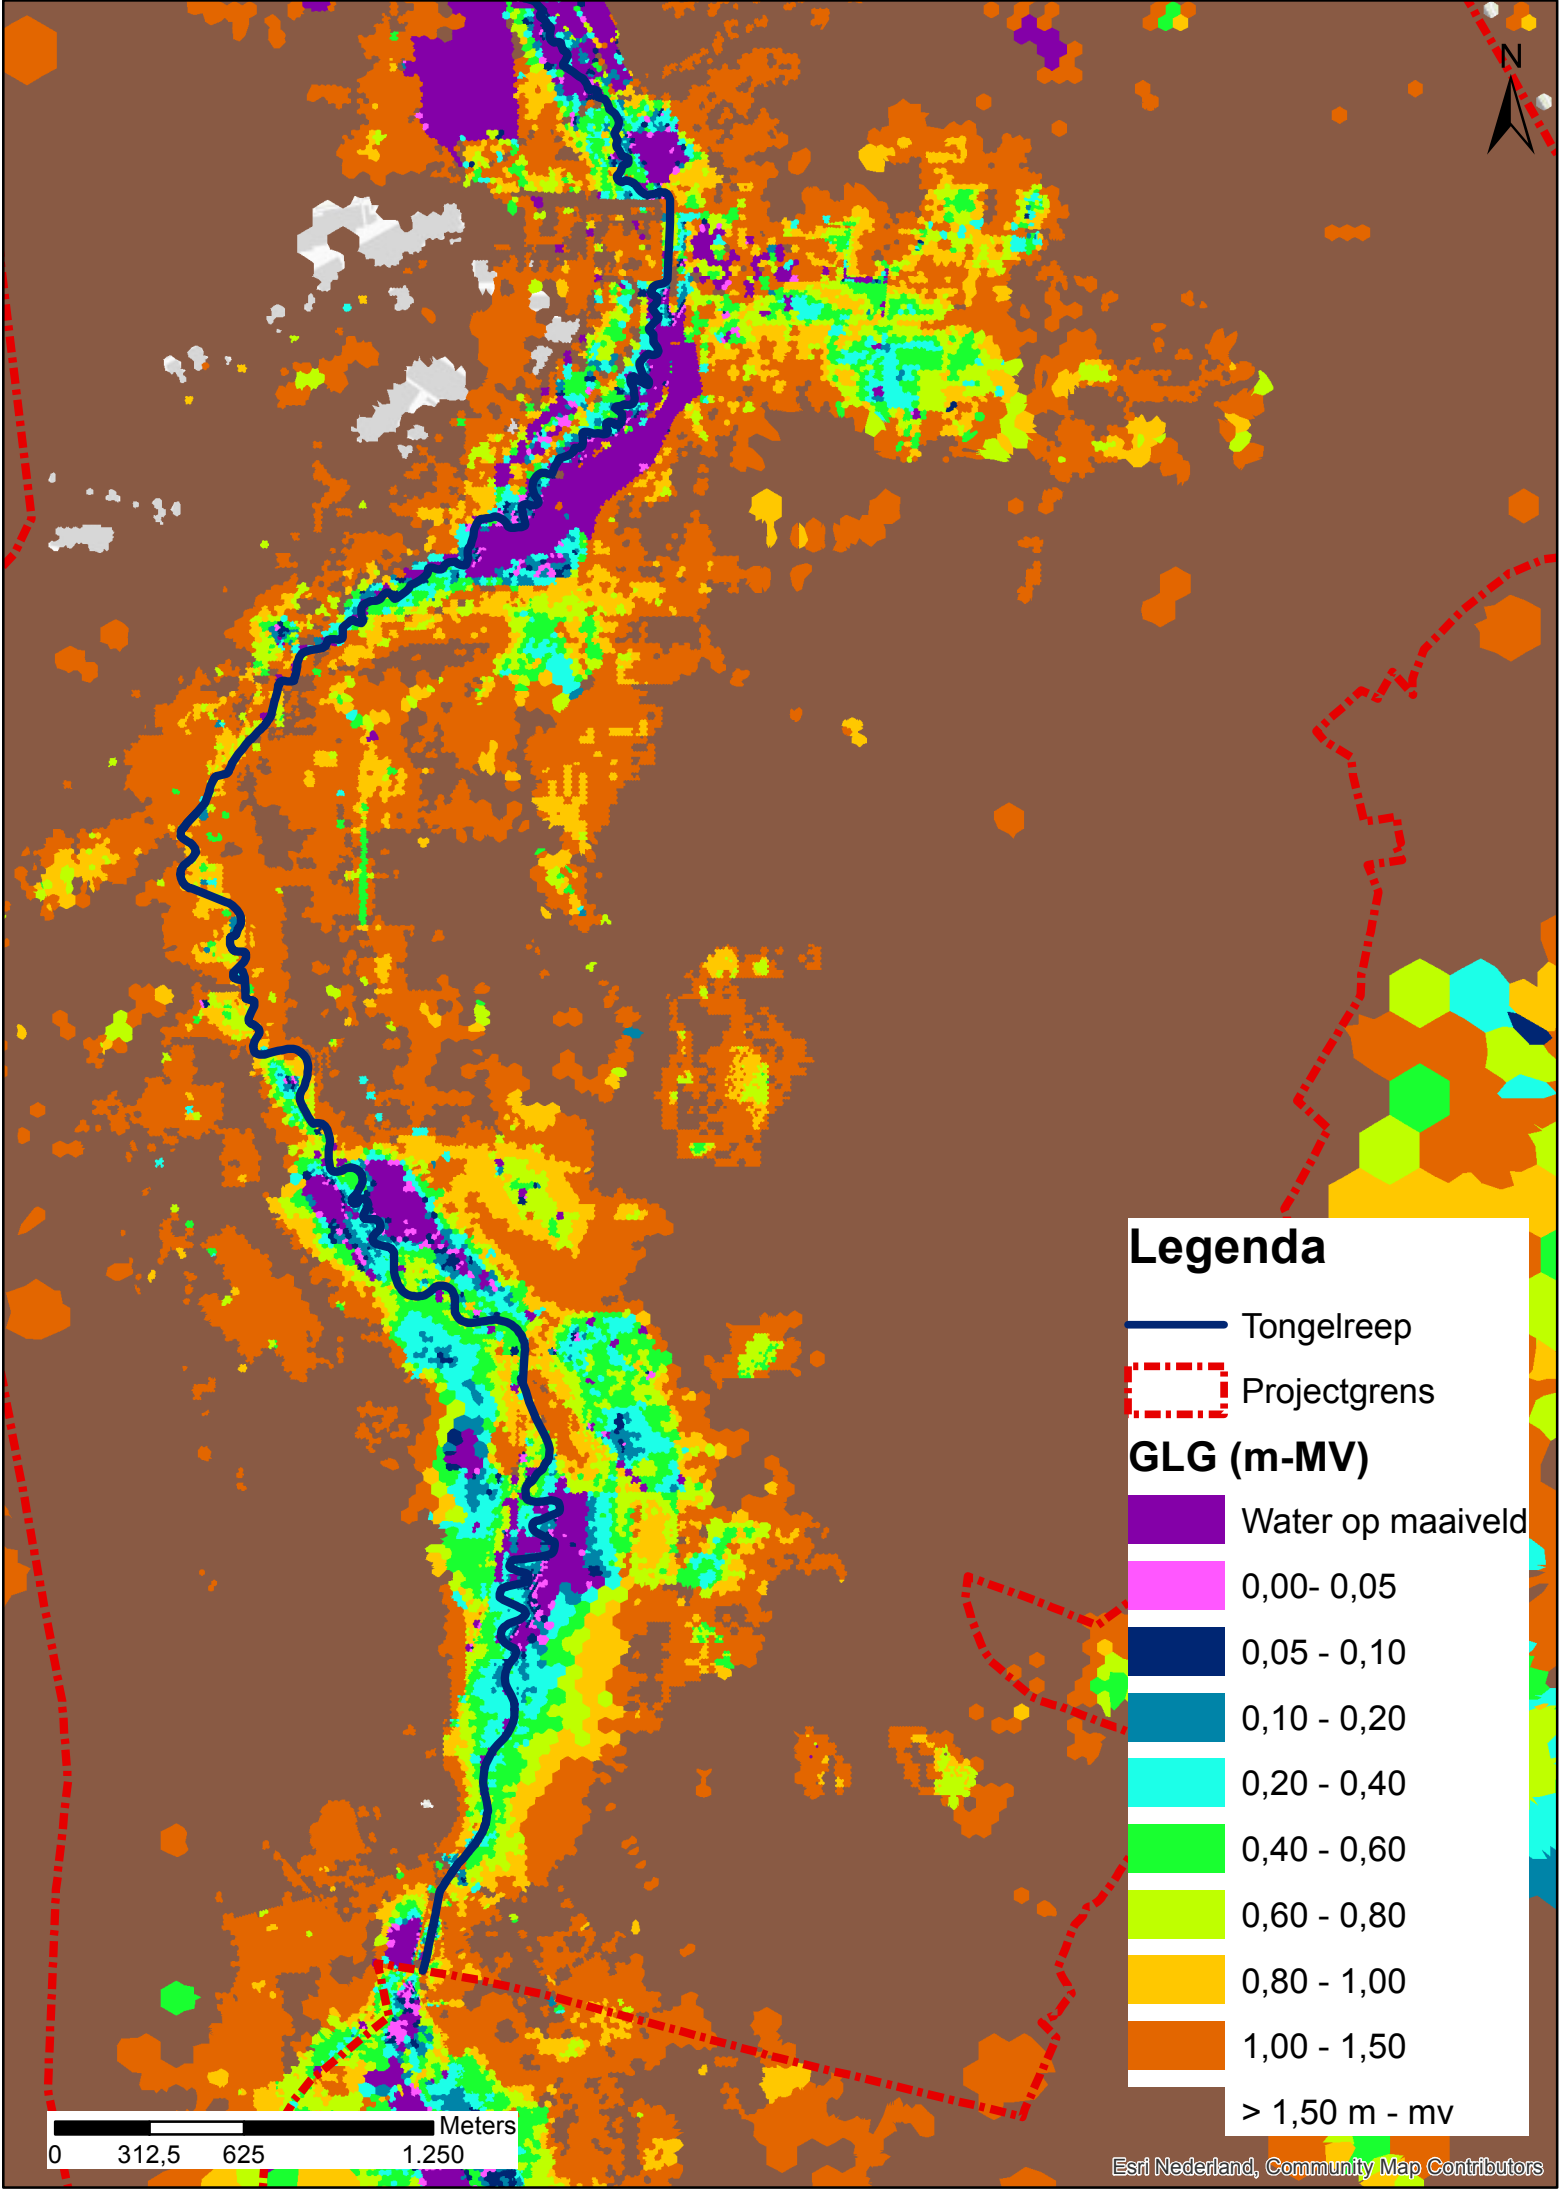 N
Legenda
Tongelreep
Projectgrens
GLG (m-MV)
Water op maaiveld
0,00- 0,05
0,05 - 0,10
0,10 - 0,20
0,20 - 0,40
0,40 - 0,60
0,60 - 0,80
0,80 - 1,00
1,00 - 1,50
> 1,50 m - mv
Meters
0 312,5 625 1.250
Esri Nederland, Community Map Contributors